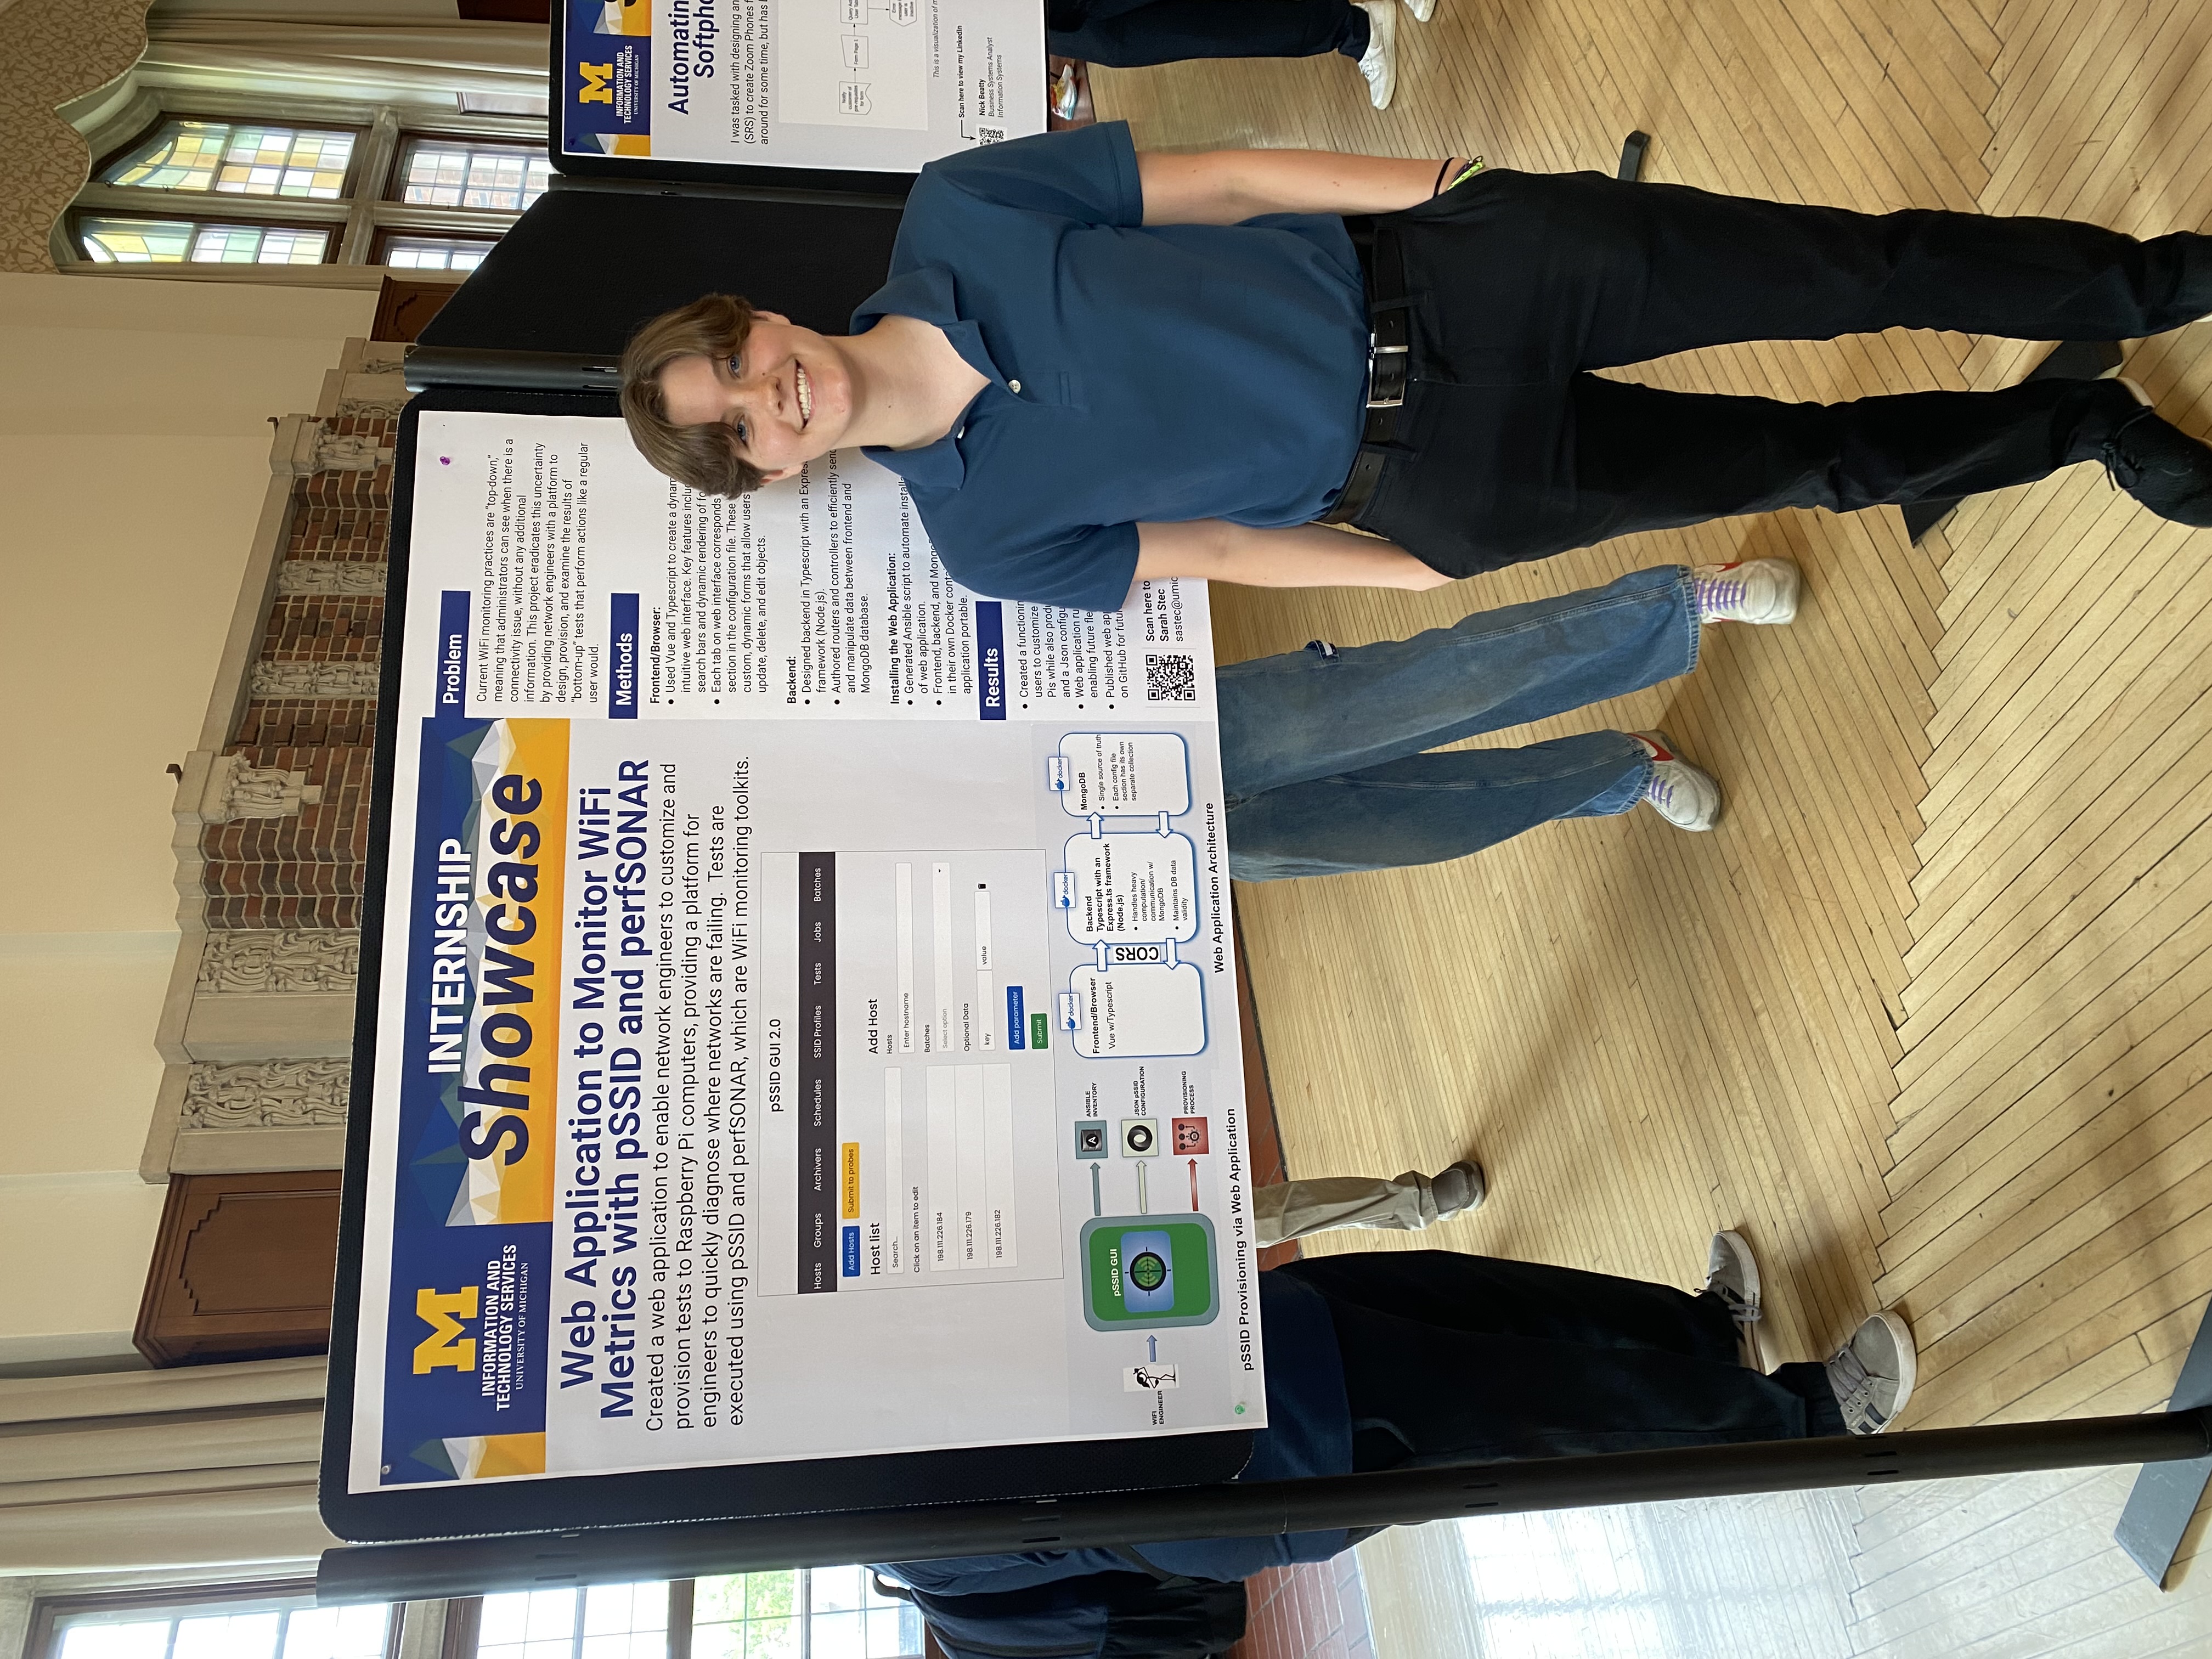 M
INFORMATION AND
TECHNOLOGY SERVICES
UNIVERSITY OF MICHIGAN
INTERNSHIP
Showcase
Web Application to Monitor WiFi
Metrics with pSSID and perfSONAR
Created a web application to enable network engineers to customize and
provision tests to Raspberry Pi computers, providing a platform for
engineers to quickly diagnose where networks are failing. Tests are
executed using pSSID and perfSONAR, which are WiFi monitoring toolkits.
pSSID GUI 2.0
Hosts Groups Archivers Schedules SSID Profiles Tests Jobs Batches
Add Hosts Submit to probes
Host list
Search...
Click on an item to edit
198.111.226.184
198.111.226.179
198.111.226.182
Add Host
Hosts
Enter hostname
Batches
Select option
Optional Data
key value
Add parameter
Submit
WIFI
ENGINEER
pSSID GUI
ANSIBLE
INVENTORY
JSON pSSID
CONFIGURATION
PROVISIONING
PROCESS
pSSID Provisioning via Web Application
docker
Frontend/Browser
Vue w/Typescript
CORS
docker
Backend
Typescript with an
Express.ts framework
(Node.js)
• Handles heavy
computation/
communication w/
MongoDB
• Maintains DB data
validity
docker
MongoDB
• Single source of truth
• Each config file
section has its own
separate collection
Web Application Architecture
Problem
Current WiFi monitoring practices are "top-down,"
meaning that administrators can see when there is a
connectivity issue, without any additional
information. This project eradicates this uncertainty
by providing network engineers with a platform to
design, provision, and examine the results of
"bottom-up" tests that perform actions like a regular
user would.
Methods
Frontend/Browser:
• Used Vue and Typescript to create a
intuitive web interface. Key features
search bars and dynamic rendering of
• Each tab on web interface corresponds
section in the configuration file. These
custom, dynamic forms that allow users
update, delete, and edit objects.
Backend:
• Designed backend in Typescript with an
framework (Node.js).
• Authored routers and controllers to efficiently send
and manipulate data between frontend and
MongoDB database.
Installing the Web Application:
• Generated Ansible script to automate
of web application.
• Frontend, backend, and
in their own Docker
application portable.
Results
• Created a
users to customize
Pis while also
and a Json
• Web application
enabling future
• Published web
on GitHub for
Scan here to
Sarah Stec
M
INFORMATION AND
TECHNOLOGY SERVICES
UNIVERSITY OF MICHIGAN
I was tasked with designing
(SRS) to create Zoom Phones
around for some time, but has
Notify
customer of
pre-requisites
for form
Form Page 1
This is a visualization of
Scan here to view my LinkedIn
Nick Beatty
Business Systems Analyst
Information Systems